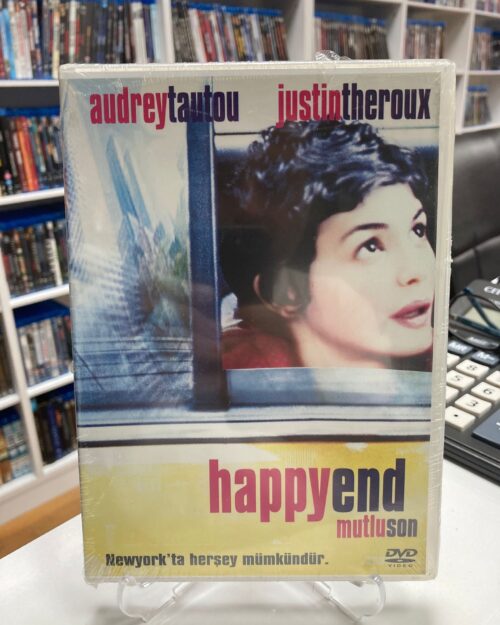 audreytautou justintheroux
happyend
mutluson
DVD
VIDEO
Newyork'ta herşey mümkündür.